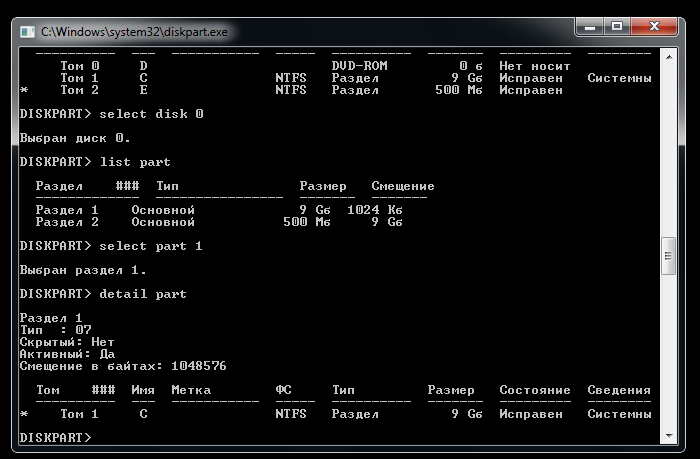 C:\Windows\system32\diskpart.exe
Том 0 D DVD-ROM 0 б Нет носит
Том 1 C NTFS Раздел 9 Gб Исправен Системны
* Том 2 E NTFS Раздел 500 Mб Исправен
DISKPART> select disk 0
Выбран диск 0.
DISKPART> list part
Раздел ### Тип Размер Смещение
------------- ---------------- ------- -------
Раздел 1 Основной 9 Gб 1024 Kб
Раздел 2 Основной 500 Mб 9 Gб
DISKPART> select part 1
Выбран раздел 1.
DISKPART> detail part
Раздел 1
Тип : 07
Скрытый: Нет
Активный: Да
Смещение в байтах: 1048576
Том ### Имя Метка ФС Тип Размер Состояние Сведения
---------- --- ----------- ----- ---------- ------- --------- --------
* Том 1 C NTFS Раздел 9 Gб Исправен Системны
DISKPART>